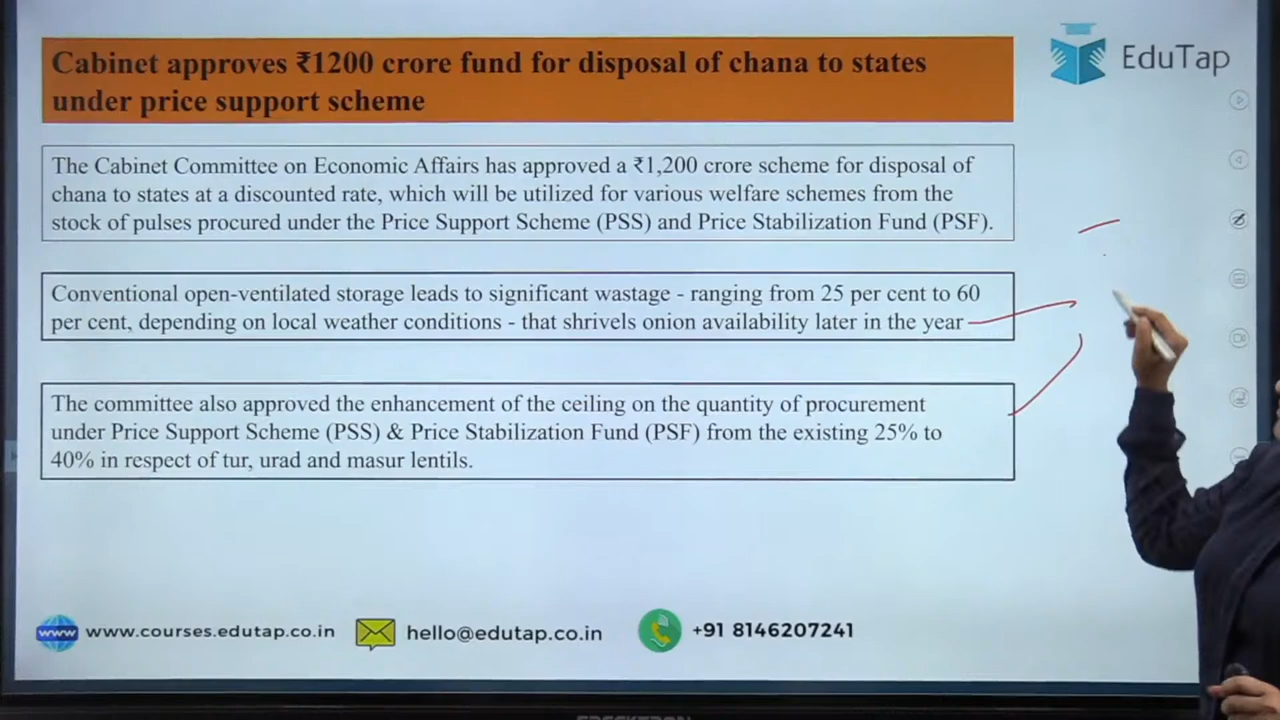 Cabinet approves ₹1200 crore fund for disposal of chana to states
under price support scheme
EduTap
The Cabinet Committee on Economic Affairs has approved a ₹1,200 crore scheme for disposal of
chana to states at a discounted rate, which will be utilized for various welfare schemes from the
stock of pulses procured under the Price Support Scheme (PSS) and Price Stabilization Fund (PSF).
Conventional open-ventilated storage leads to significant wastage - ranging from 25 per cent to 60
per cent, depending on local weather conditions - that shrivels onion availability later in the year
The committee also approved the enhancement of the ceiling on the quantity of procurement
under Price Support Scheme (PSS) & Price Stabilization Fund (PSF) from the existing 25% to
40% in respect of tur, urad and masur lentils.
www www.courses.edutap.co.in hello@edutap.co.in +91 8146207241